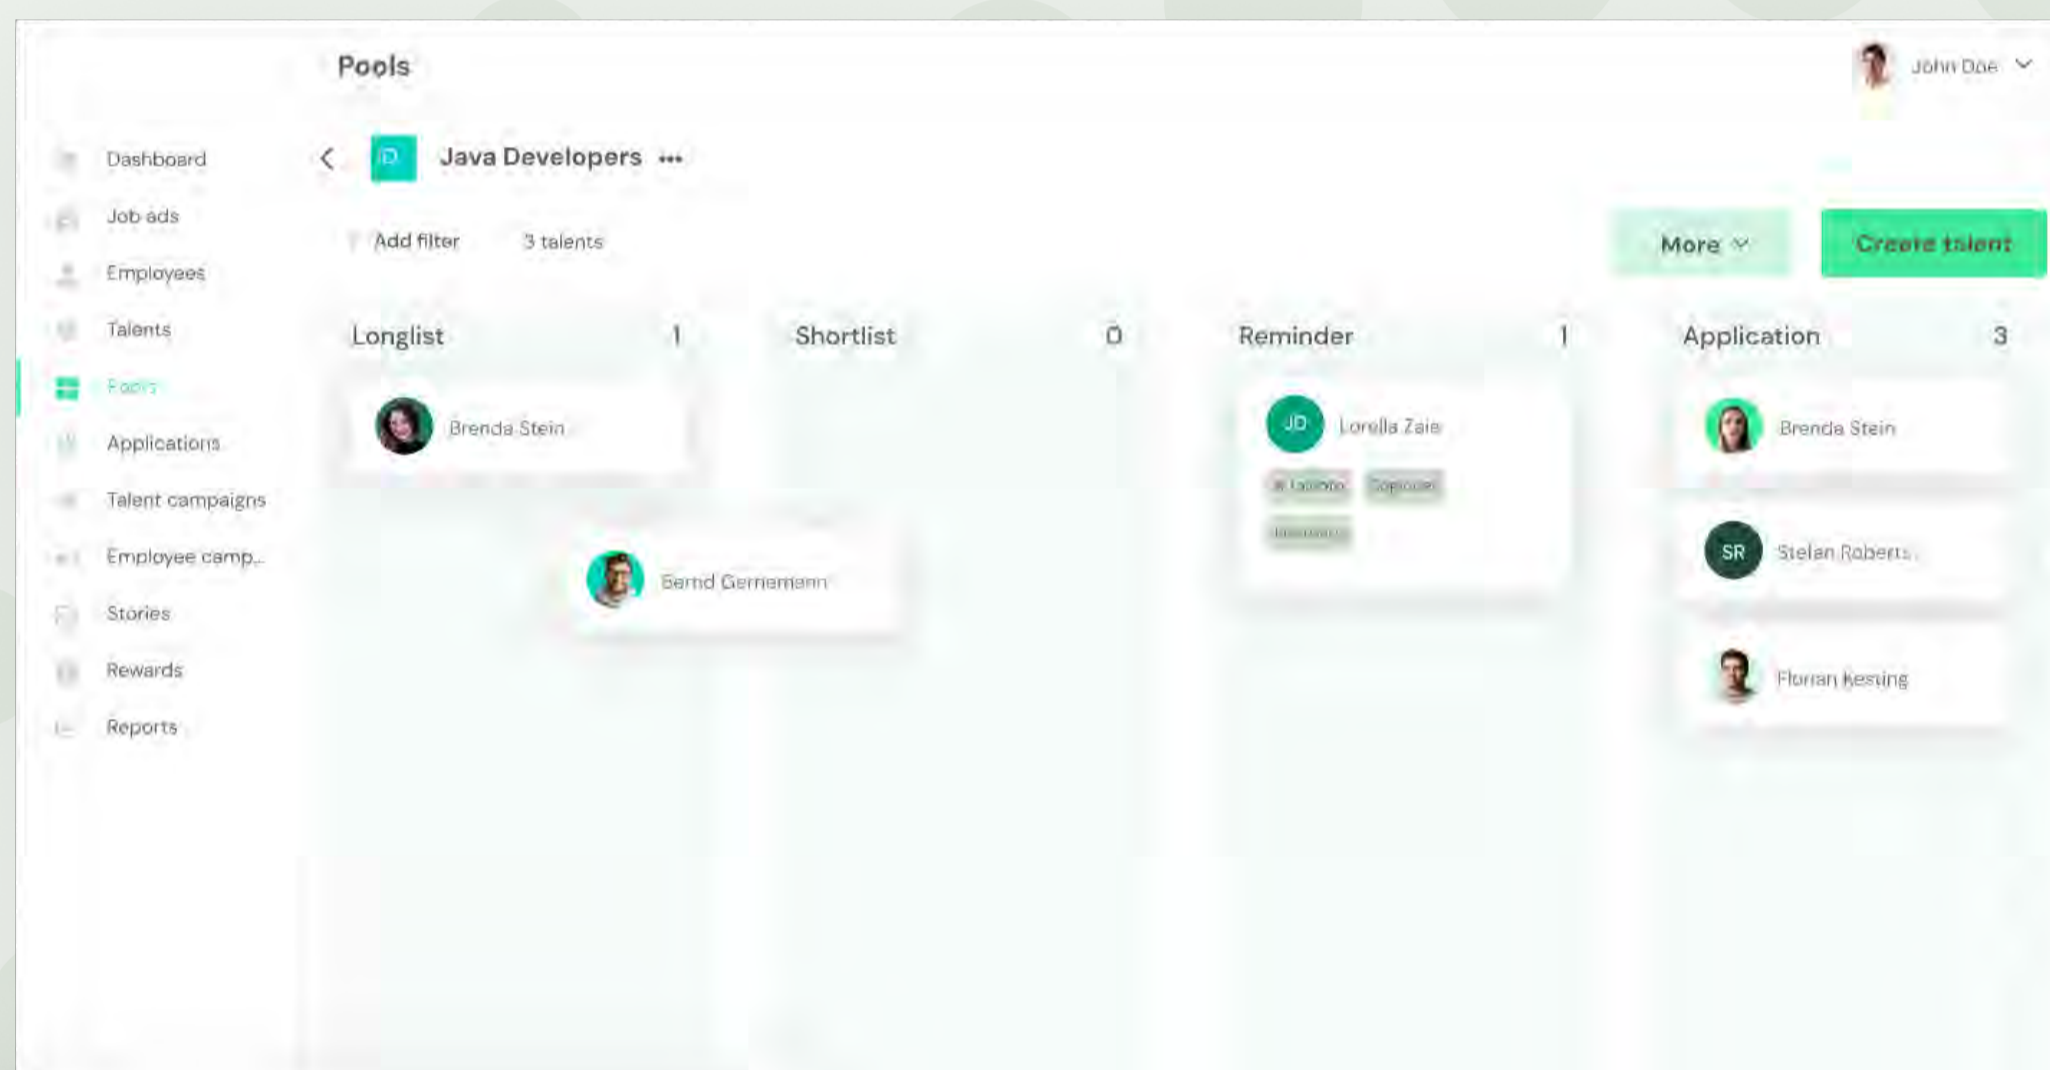 Pools
John Doe
Dashboard
Job ads
Employees
Talents
Pools
Applications
Talent campaigns
Employee camp...
Stories
Rewards
Reports
JD Java Developers ...
Add filter 3 talents
More Create talent
Longlist 1
Brenda Stein
Bernd Gernemann
Shortlist 0
Reminder 1
JD Lorella Zaie
Application 3
Brenda Stein
SR Stefan Roberts
Florian Kesting